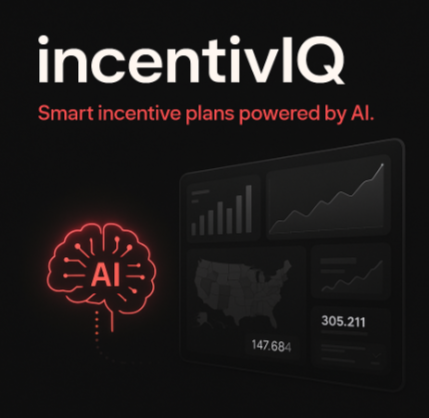 incentivIQ
Smart incentive plans powered by AI.
AI
305.211
147.684